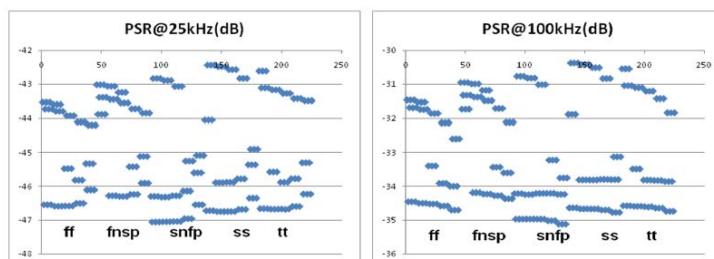 PSR@25kHz(dB)
-42
0 50 100 150 200 250
-43
-44
-45
-46
-47
-48
ff fnsp snfp ss tt
PSR@100kHz(dB)
-30
0 50 100 150 200 250
-31
-32
-33
-34
-35
-36
ff fnsp snfp ss tt